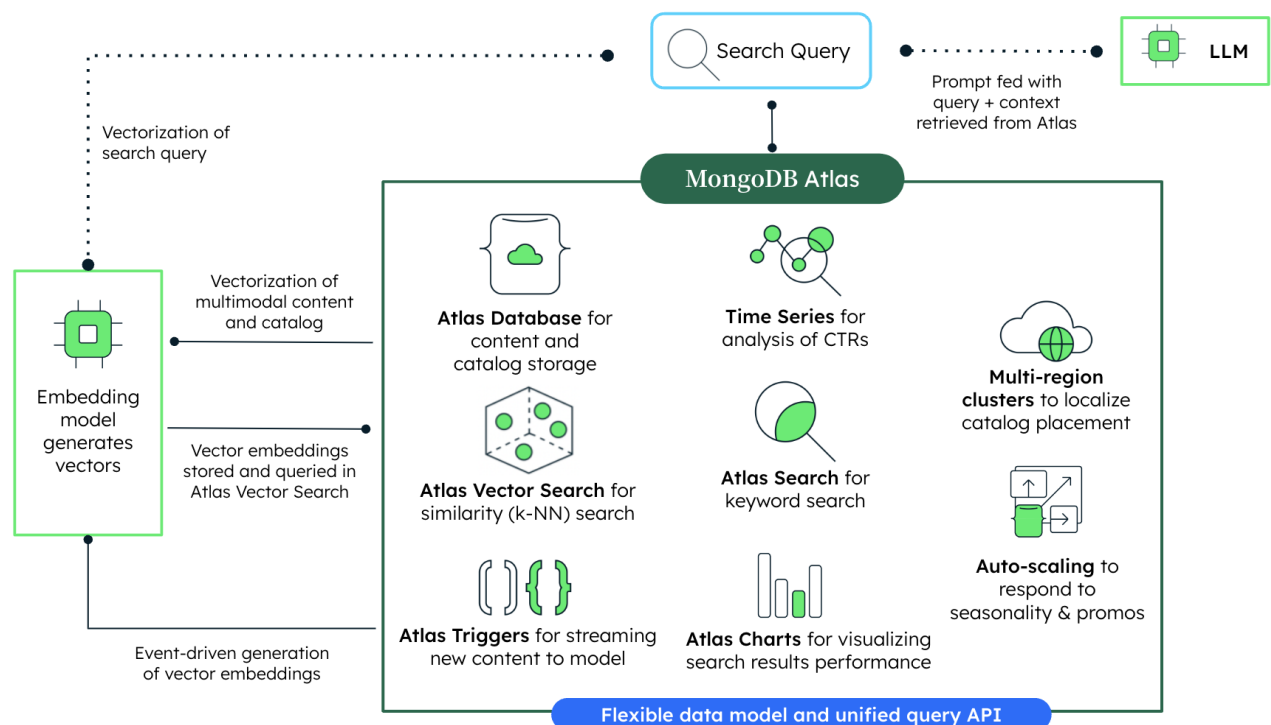 Search Query
LLM
Prompt fed with
query + context
retrieved from Atlas
Vectorization of
search query
MongoDB Atlas
Vectorization of
multimodal content
and catalog
Embedding
model
generates
vectors
Vector embeddings
stored and queried in
Atlas Vector Search
Event-driven generation
of vector embeddings
Atlas Database for
content and
catalog storage
Time Series for
analysis of CTRs
Multi-region
clusters to localize
catalog placement
Atlas Vector Search for
similarity (k-NN) search
Atlas Search for
keyword search
Auto-scaling to
respond to
seasonality & promos
Atlas Triggers for streaming
new content to model
Atlas Charts for visualizing
search results performance
Flexible data model and unified query API